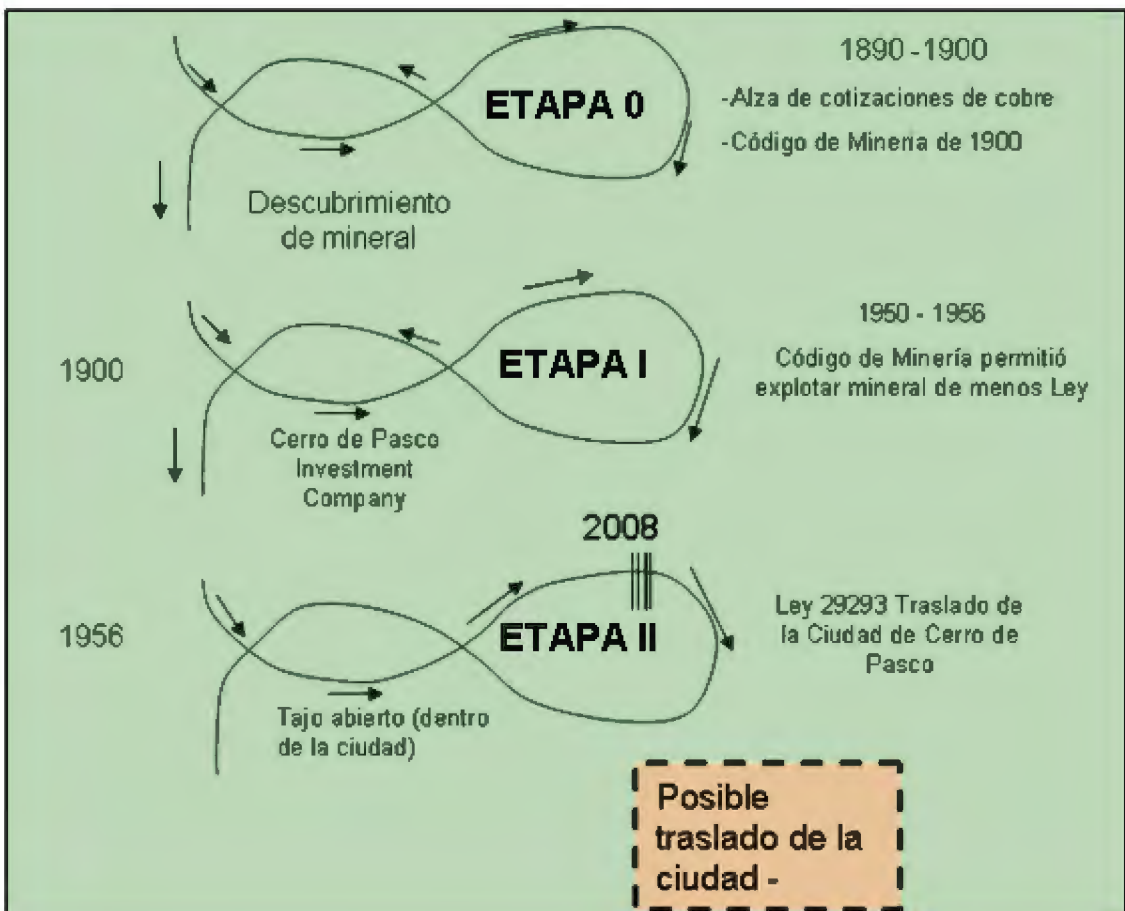 1890 -1900
-Alza de cotizaciones de cobre
-Código de Minería de 1900
ETAPA 0
Descubrimiento
de mineral
1900
ETAPA I
1950 - 1956
Código de Minería permitió
explotar mineral de menos Ley
Cerro de Pasco
Investment
Company
2008
1956
ETAPA II
Ley 29293 Traslado de
la Ciudad de Cerro de
Pasco
Tajo abierto (dentro
de la ciudad)
Posible
traslado de la
ciudad -